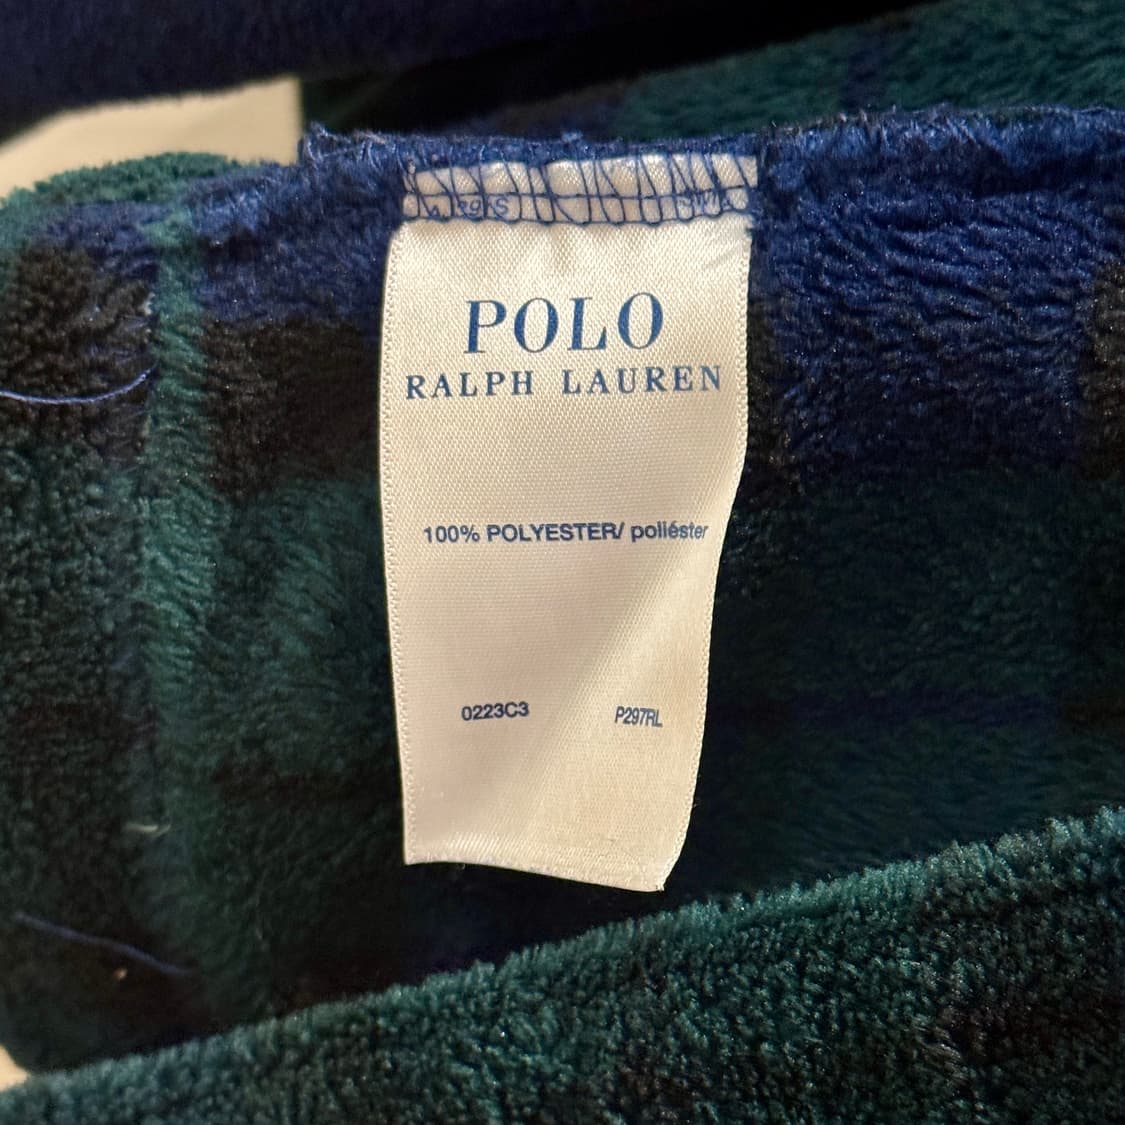 POLO
RALPH LAUREN
100% POLYESTER/ poliéster
0223C3 P297RL